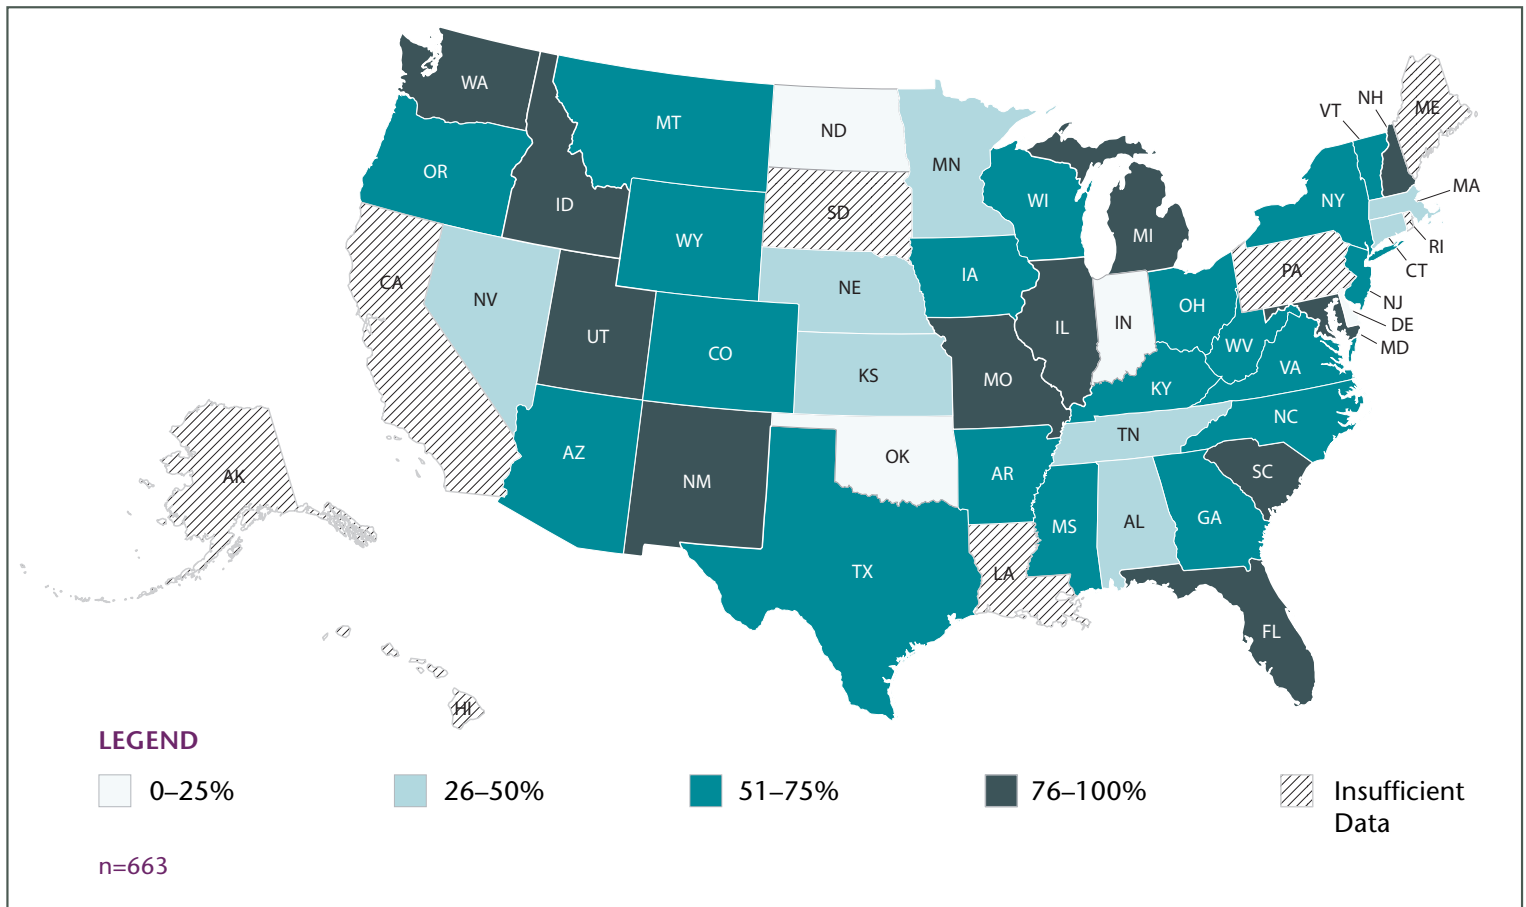 WA
MT
ND
MN
OR
ID
WY
SD
WI
MI
NY
VT
NH
ME
MA
RI
CT
NJ
DE
MD
PA
CA
NV
UT
CO
NE
IA
IL
IN
OH
WV
VA
KS
MO
KY
NC
TN
SC
AZ
NM
OK
AR
MS
AL
GA
TX
LA
FL
AK
HI
LEGEND
0–25%
26–50%
51–75%
76–100%
Insufficient
Data
n=663